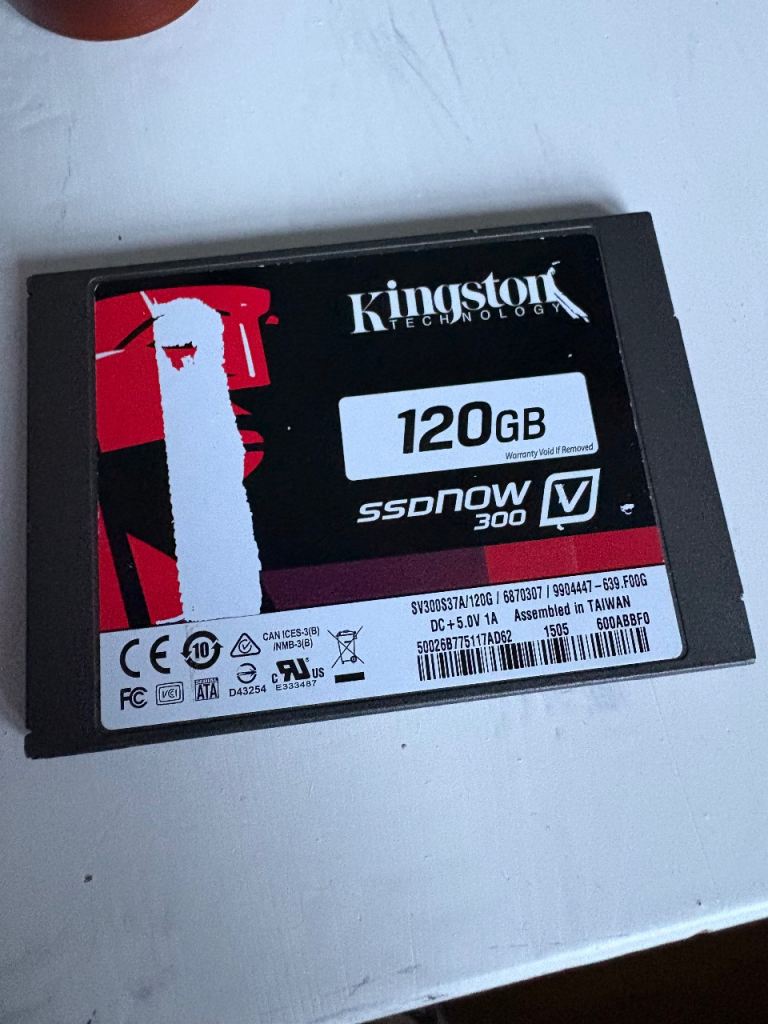 Kingston
TECHNOLOGY
120GB
Warranty Void If Removed
SSDNOW V
300
SV300S37A/120G / 6870307 / 9904447-639.F00G
DC +5.0V 1A Assembled in TAIWAN
50026B775117AD62 1505 600ABBF0
CE 10 CAN ICES-3(B)
/NMB-3(B)
FC VCI SERIAL ATA D43254 c RU US
E333487